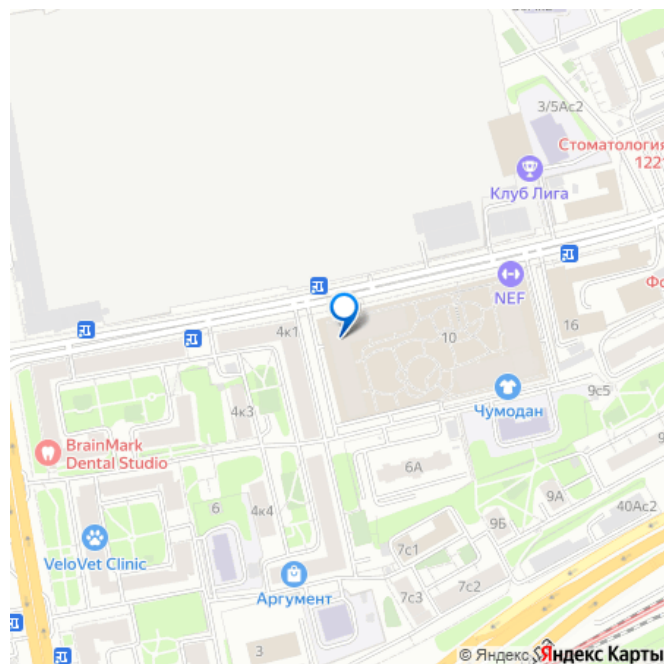 3/5Ас2
Стоматология
Клуб Лига
NEF
4к1
10
16
Чумодан
9с5
4к3
BrainMark
Dental Studio
6А
9А
6
4к4
9Б
40Ас2
7с1
VeloVet Clinic
7с2
7с3
Аргумент
3
© Яндекс
Яндекс Карты